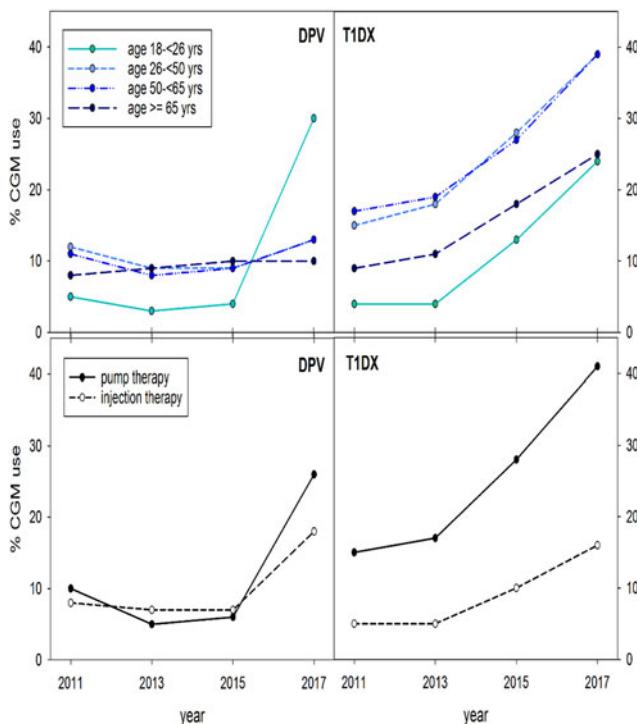 DPV
T1DX
age 18-<26 yrs
age 26-<50 yrs
age 50-<65 yrs
age >= 65 yrs
% CGM use
40
30
20
10
0
40
30
20
10
0
DPV
T1DX
pump therapy
injection therapy
% CGM use
40
30
20
10
0
40
30
20
10
0
2011 2013 2015 2017
2011 2013 2015 2017
year
year